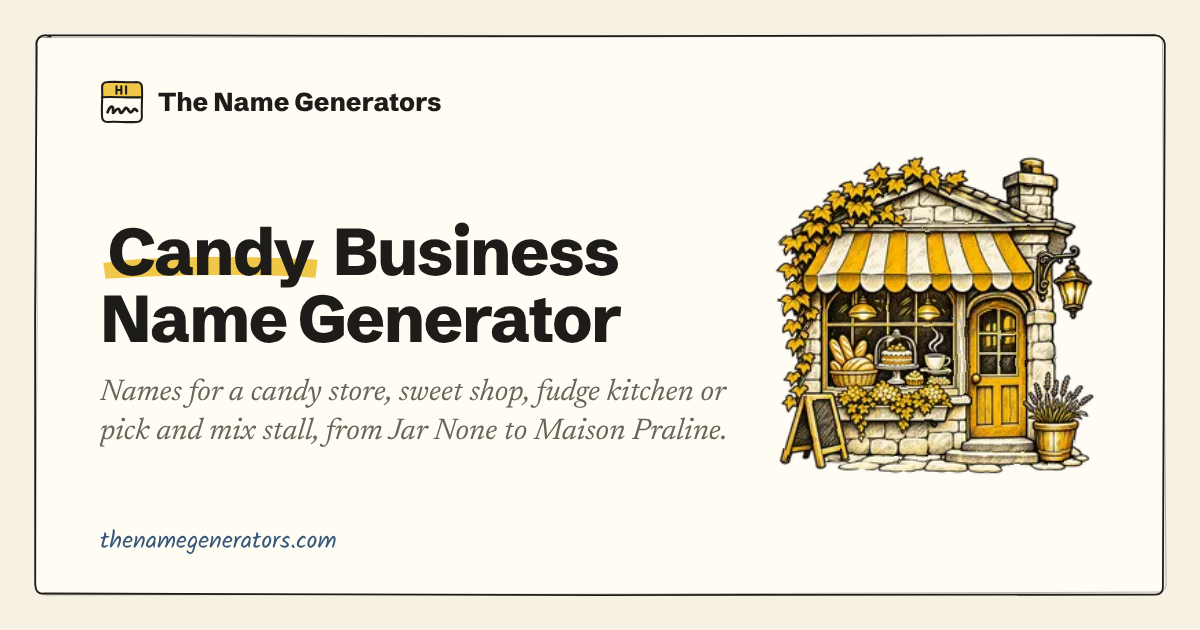 HI
The Name Generators
Candy Business
Name Generator
Names for a candy store, sweet shop, fudge kitchen or
pick and mix stall, from Jar None to Maison Praline.
thenamegenerators.com